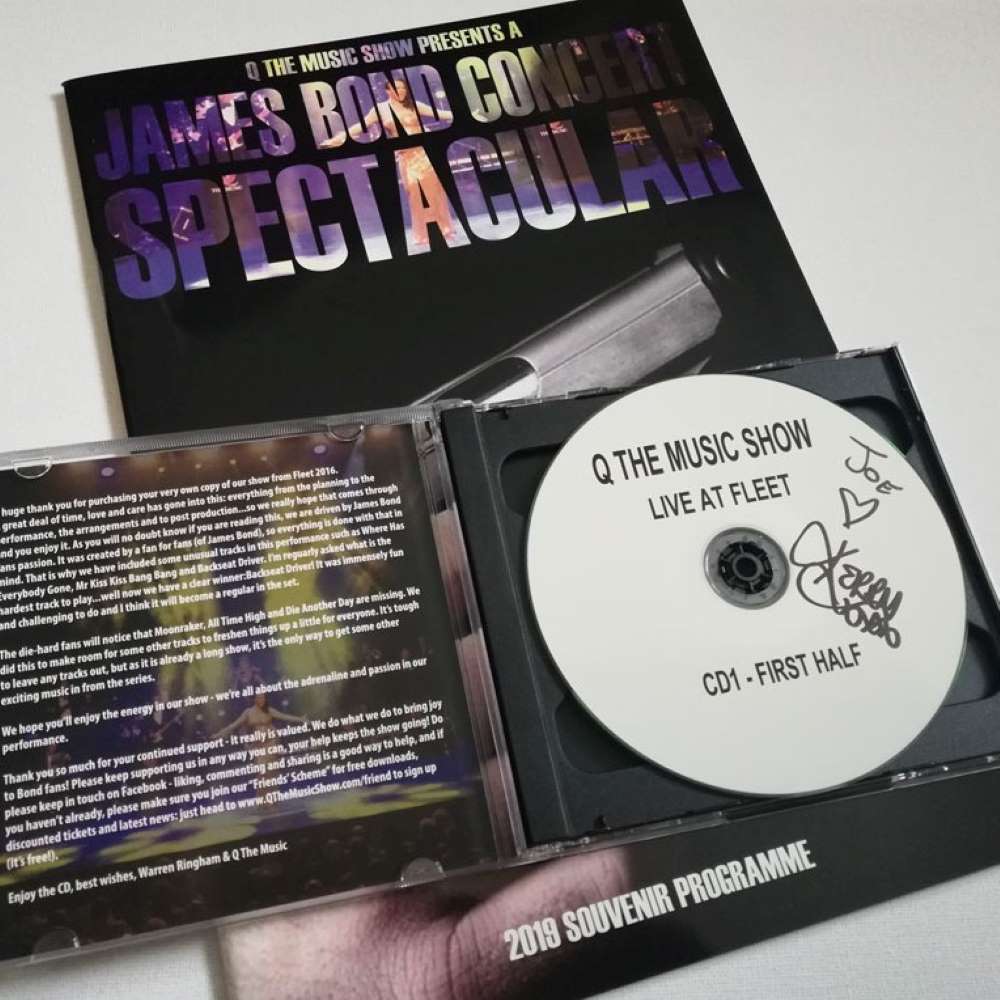 Q THE MUSIC SHOW PRESENTS A
JAMES BOND CONCERT
SPECTACULAR
huge thank you for purchasing your very own copy of our show from Fleet 2016.
great deal of time, love and care has gone into this: everything from the planning to the
erformance, the arrangements and to post production...so we really hope that comes through
nd you enjoy it. As you will no doubt know if you are reading this, we are driven by James Bond
ans passion. It was created by a fan for fans (of James Bond), so everything is done with that in
mind. That is why we have included some unusual tracks in this performance such as Where Has
Everybody Gone, Mr Kiss Kiss Bang Bang and Backseat Driver. I'm reguarly asked what is the
hardest track to play...well now we have a clear winner:Backseat Driver! It was immensely fun
and challenging to do and I think it will become a regular in the set.
The die-hard fans will notice that Moonraker, All Time High and Die Another Day are missing. We
did this to make room for some other tracks to freshen things up a little for everyone. It's tough
to leave any tracks out, but as it is already a long show, it's the only way to get some other
exciting music in from the series.
We hope you'll enjoy the energy in our show - we're all about the adrenaline and passion in our
performance.
Thank you so much for your continued support - it really is valued. We do what we do to bring joy
to Bond fans! Please keep supporting us in any way you can, your help keeps the show going! Do
please keep in touch on Facebook - liking, commenting and sharing is a good way to help, and if
you haven't already, please make sure you join our "Friends' Scheme" for free downloads,
discounted tickets and latest news: just head to www.QTheMusicShow.com/friend to sign up
(it's free!).
Enjoy the CD, best wishes, Warren Ringham & Q The Music
Q THE MUSIC SHOW
LIVE AT FLEET
CD1 - FIRST HALF
2019 SOUVENIR PROGRAMME